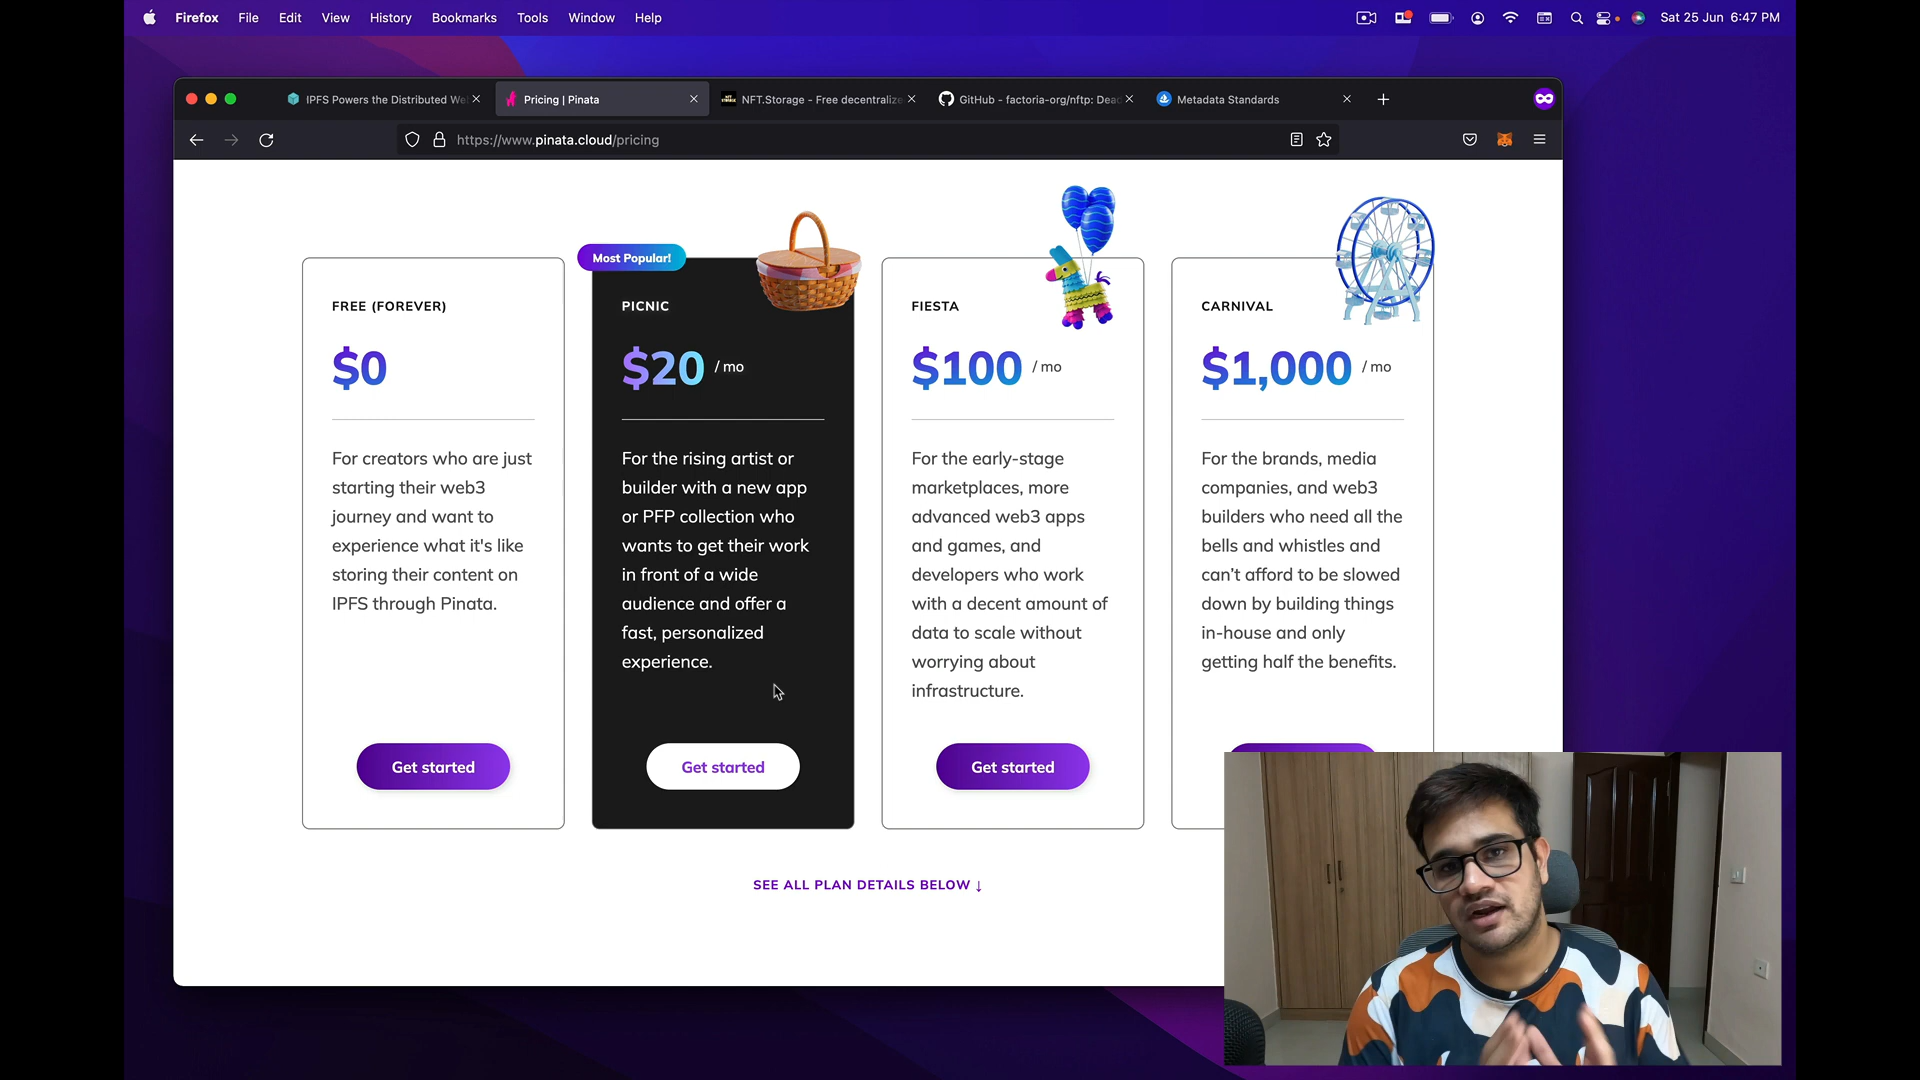 Firefox File Edit View History Bookmarks Tools Window Help Sat 25 Jun 6:47 PM
IPFS Powers the Distributed We Pricing | Pinata NFT.Storage - Free decentralize GitHub - factoria-org/nftp: Dead Metadata Standards
https://www.pinata.cloud/pricing
FREE (FOREVER)
$0
For creators who are just
starting their web3
journey and want to
experience what it's like
storing their content on
IPFS through Pinata.
Get started
Most Popular!
PICNIC
$20 / mo
For the rising artist or
builder with a new app
or PFP collection who
wants to get their work
in front of a wide
audience and offer a
fast, personalized
experience.
Get started
FIESTA
$100 / mo
For the early-stage
marketplaces, more
advanced web3 apps
and games, and
developers who work
with a decent amount of
data to scale without
worrying about
infrastructure.
Get started
CARNIVAL
$1,000 / mo
For the brands, media
companies, and web3
builders who need all the
bells and whistles and
can't afford to be slowed
down by building things
in-house and only
getting half the benefits.
SEE ALL PLAN DETAILS BELOW ↓